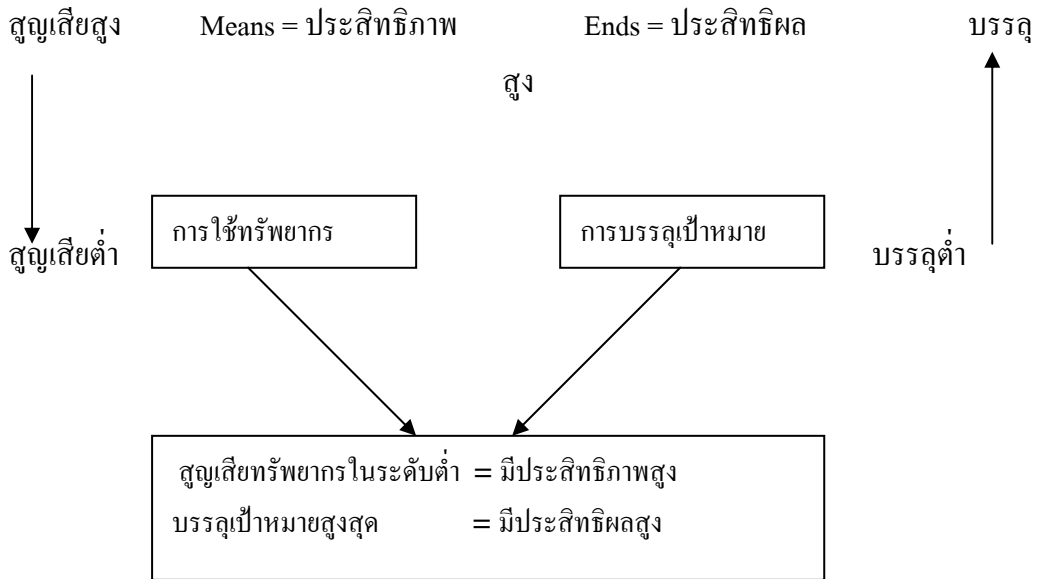 สูญเสียสูง Means = ประสิทธิภาพ Ends = ประสิทธิผล บรรลุ
สูง
การใช้ทรัพยากร การบรรลุเป้าหมาย
สูญเสียต่ำ บรรลุต่ำ
สูญเสียทรัพยากรในระดับต่ำ = มีประสิทธิภาพสูง
บรรลุเป้าหมายสูงสุด = มีประสิทธิผลสูง